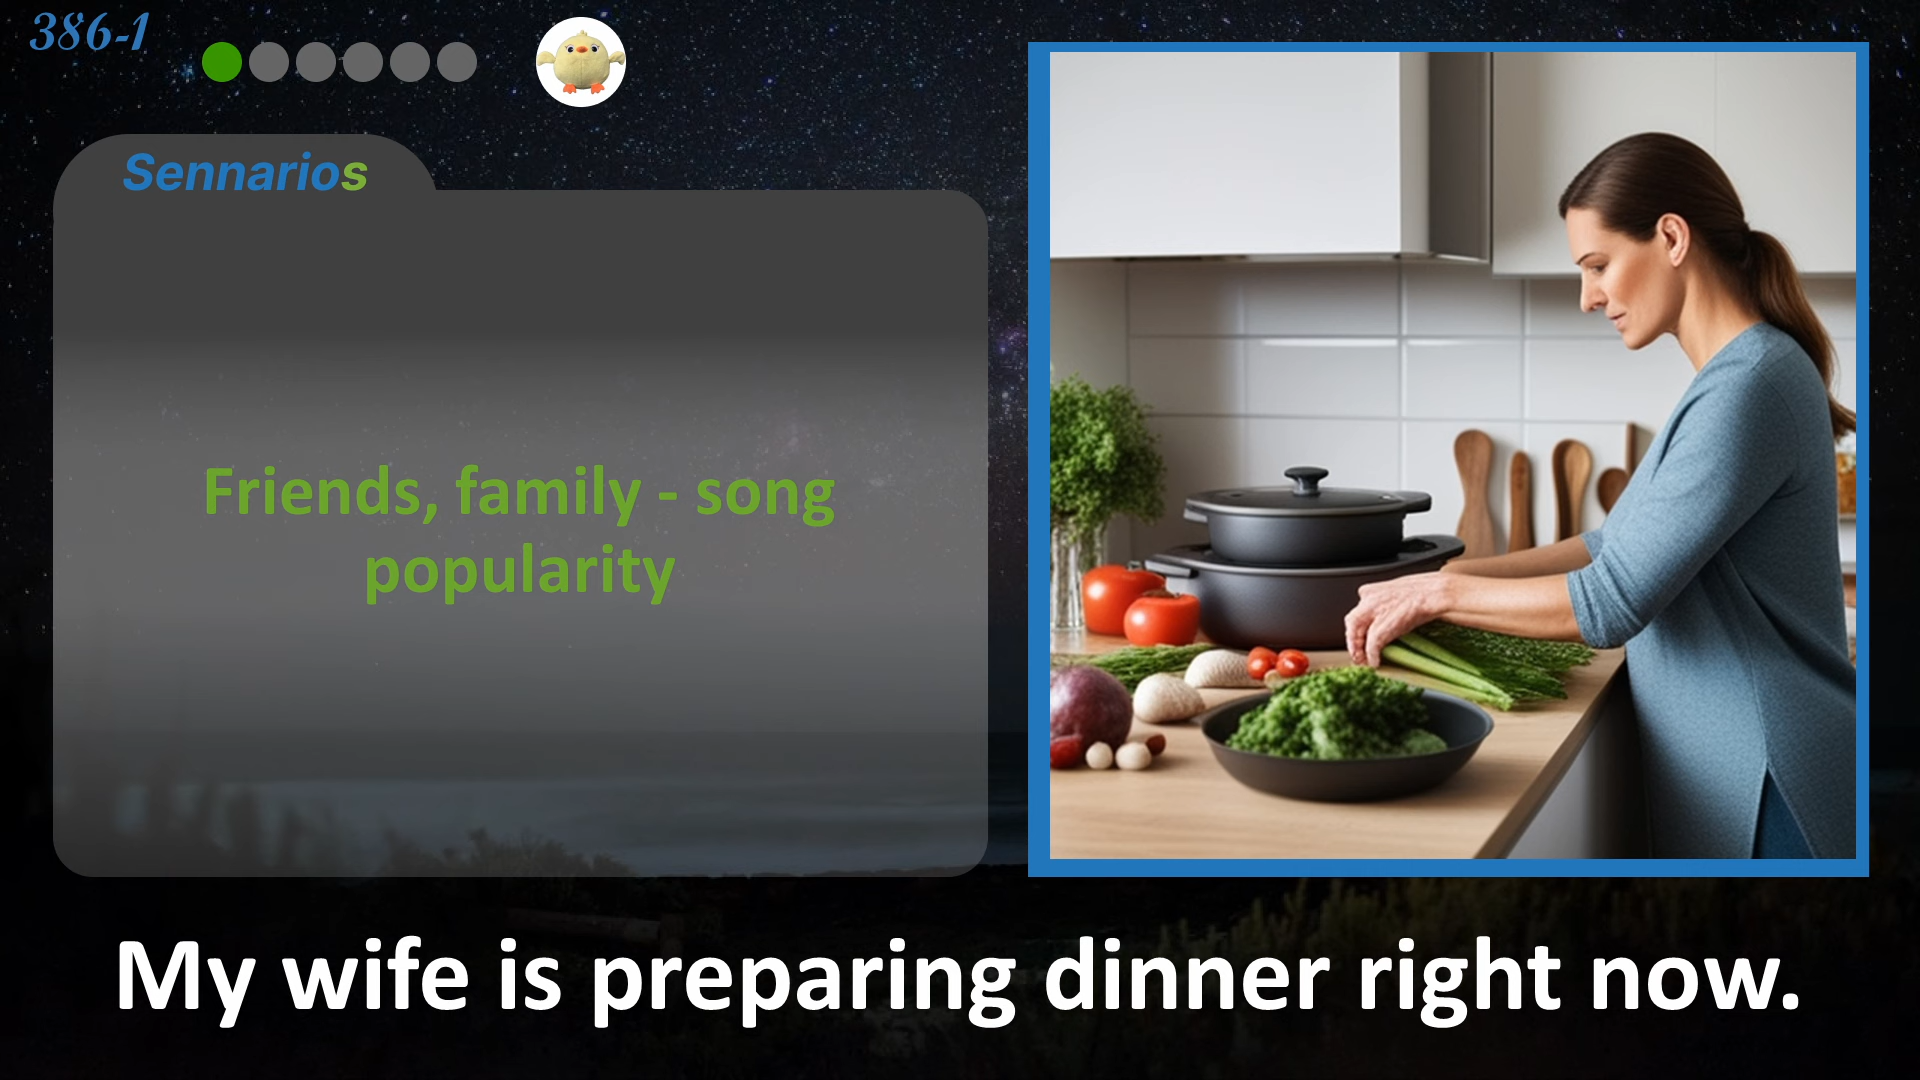 386-1
Sennarios
Friends, family - song
popularity
My wife is preparing dinner right now.